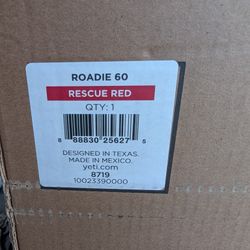 ROADIE 60
RESCUE RED
QTY: 1
8 88830 25627 5
DESIGNED IN TEXAS.
MADE IN MEXICO.
yeti.com
8719
10023390000